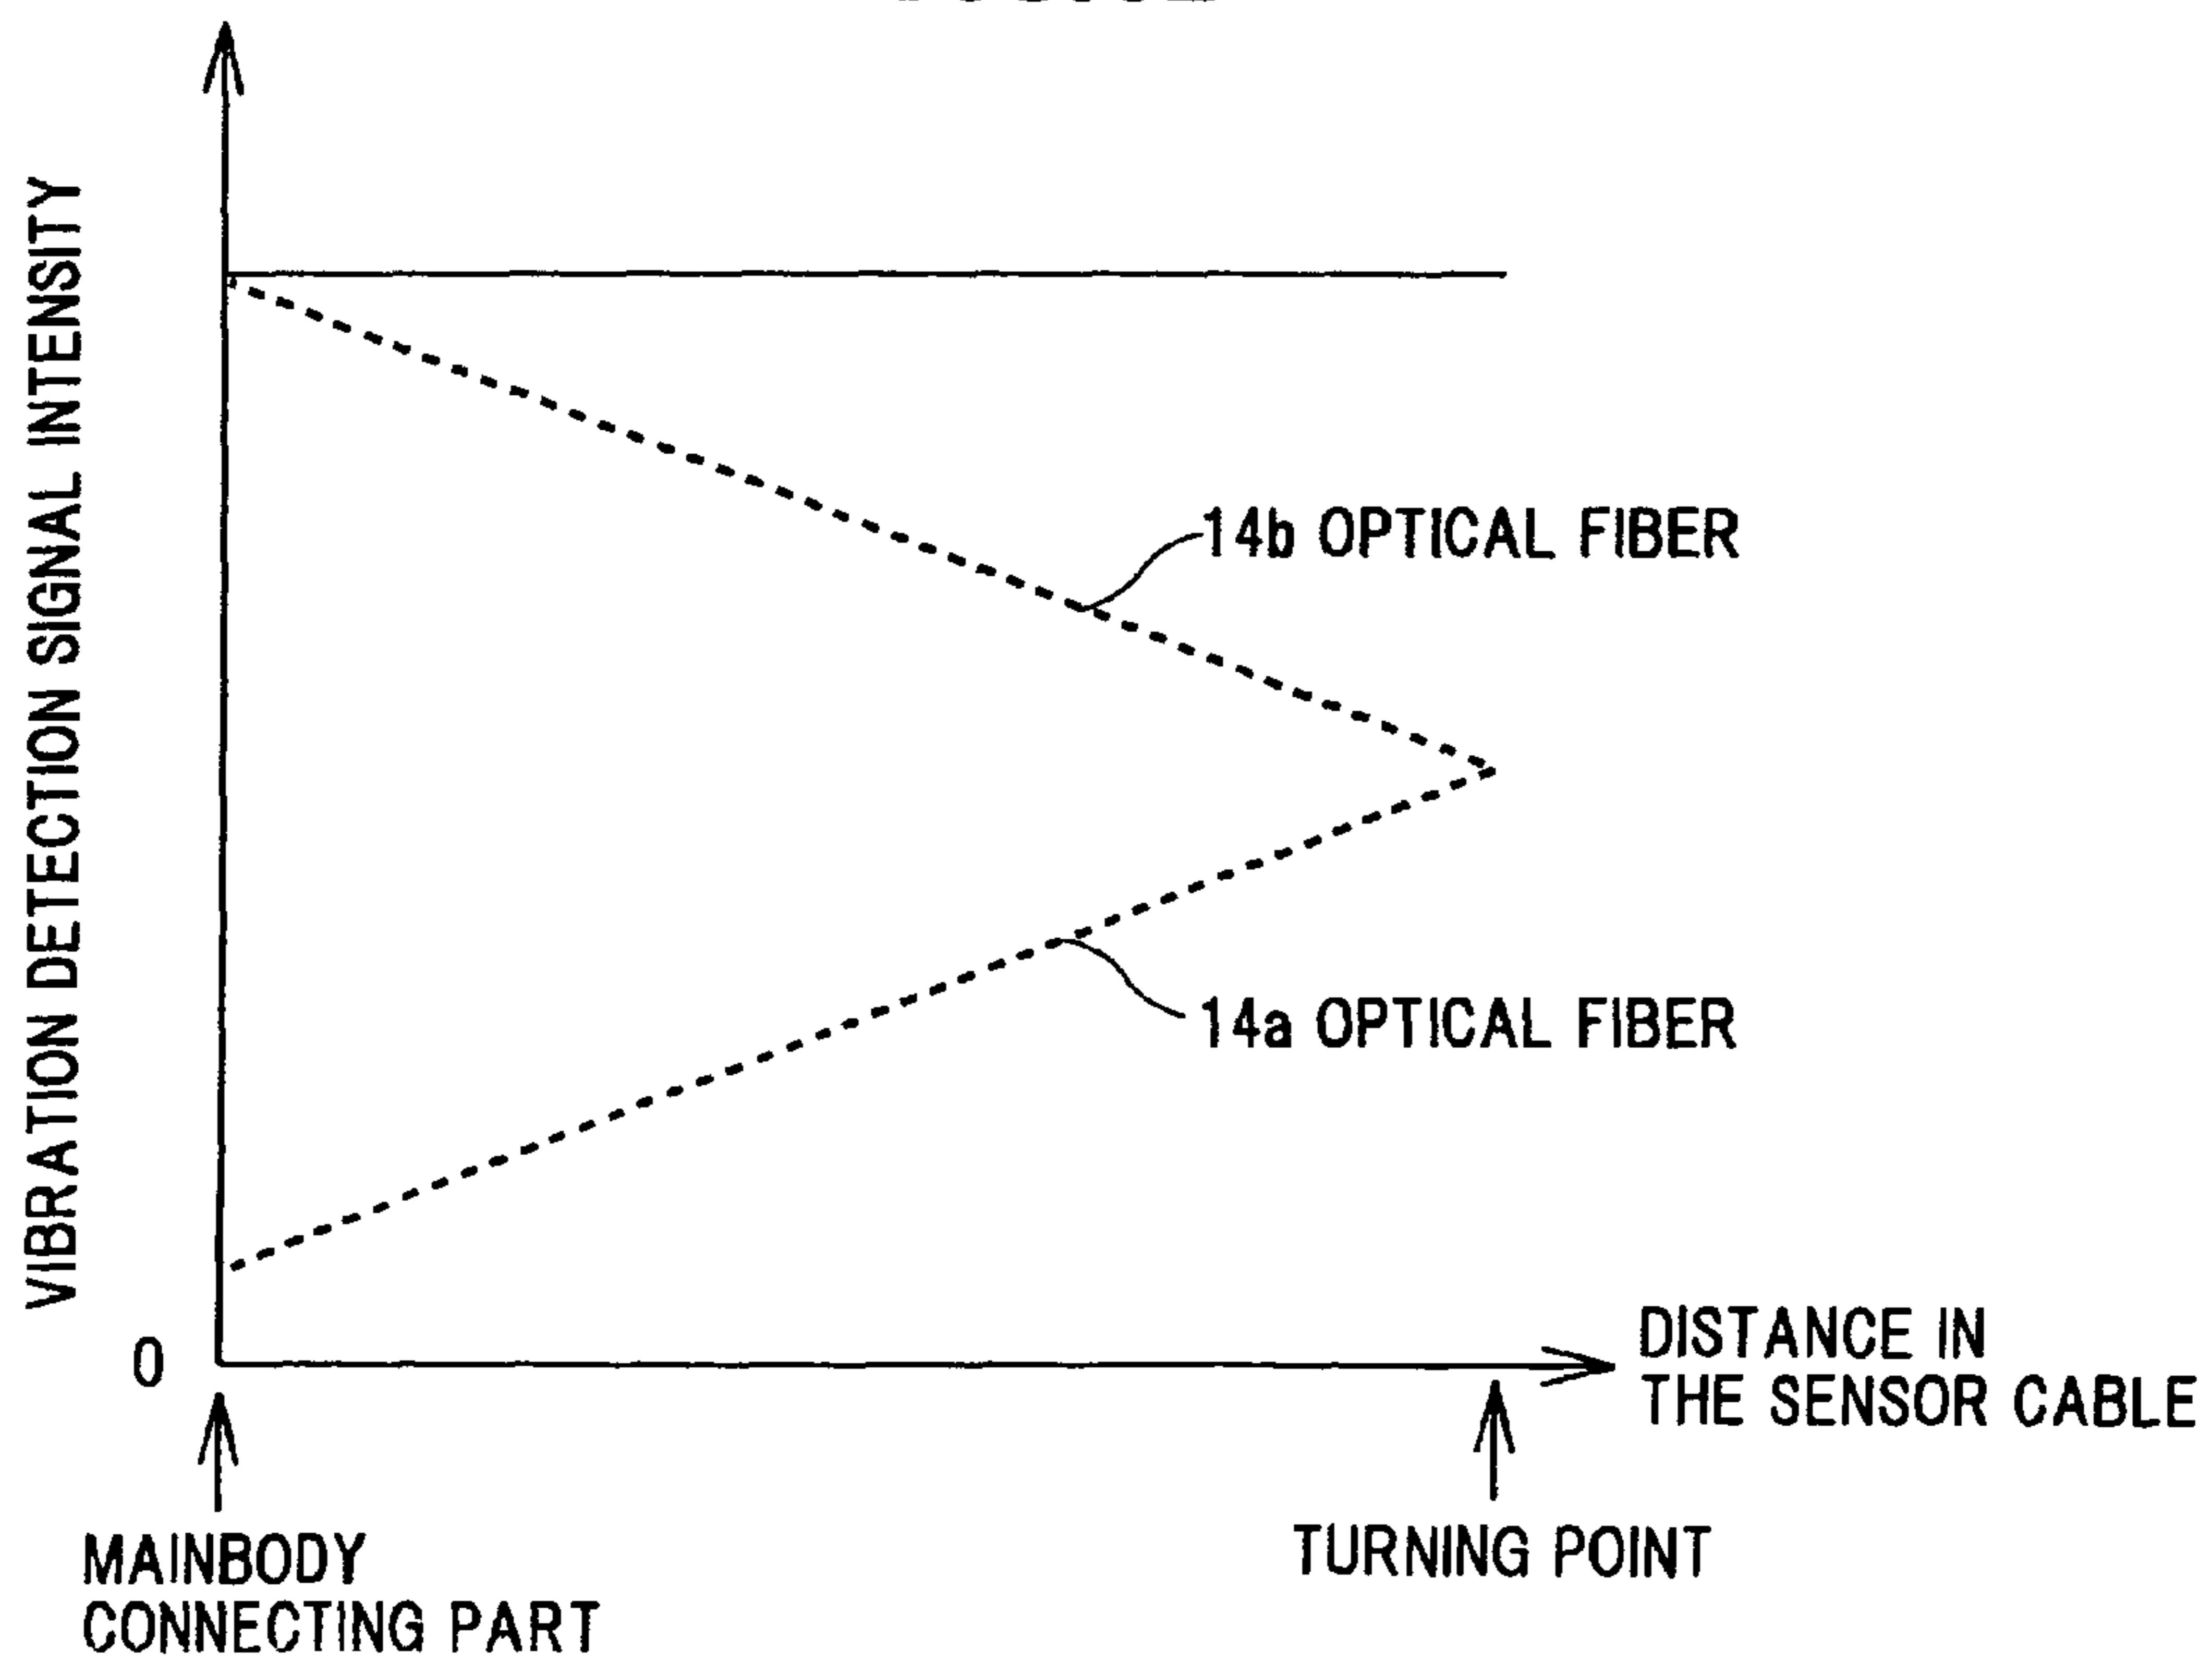 VIBRATION DETECTION SIGNAL INTENSITY
14b OPTICAL FIBER
14a OPTICAL FIBER
0
DISTANCE IN
THE SENSOR CABLE
MAINBODY
CONNECTING PART
TURNING POINT